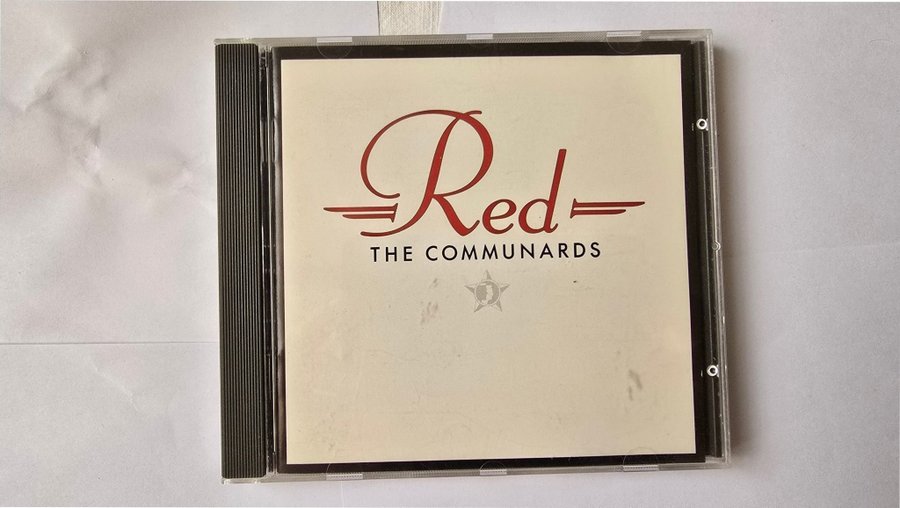 Red
THE COMMUNARDS